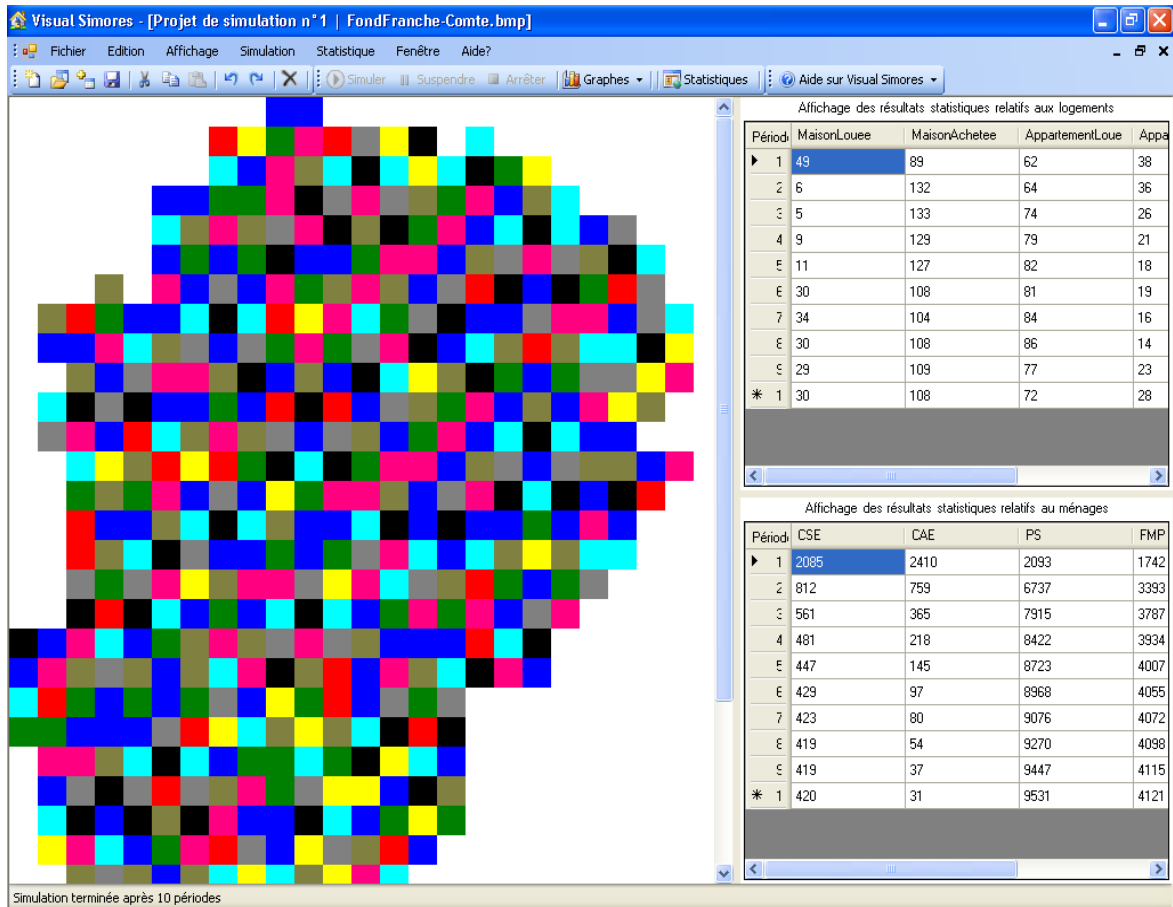 Visual Simores - [Projet de simulation n°1 | FondFranche-Comte.bmp]
Fichier Edition Affichage Simulation Statistique Fenêtre Aide?
Simuler Suspendre Arrêter Graphes Statistiques Aide sur Visual Simores
Affichage des résultats statistiques relatifs aux logements
Périod MaisonLouee MaisonAchetee AppartementLoue Appa
1 49 89 62 38
2 6 132 64 36
3 5 133 74 26
4 9 129 79 21
5 11 127 82 18
6 30 108 81 19
7 34 104 84 16
8 30 108 86 14
9 29 109 77 23
1 30 108 72 28
Affichage des résultats statistiques relatifs au ménages
Périod CSE CAE PS FMP
1 2085 2410 2093 1742
2 812 759 6737 3393
3 561 365 7915 3787
4 481 218 8422 3934
5 447 145 8723 4007
6 429 97 8968 4055
7 423 80 9076 4072
8 419 54 9270 4098
9 419 37 9447 4115
1 420 31 9531 4121
Simulation terminée après 10 périodes